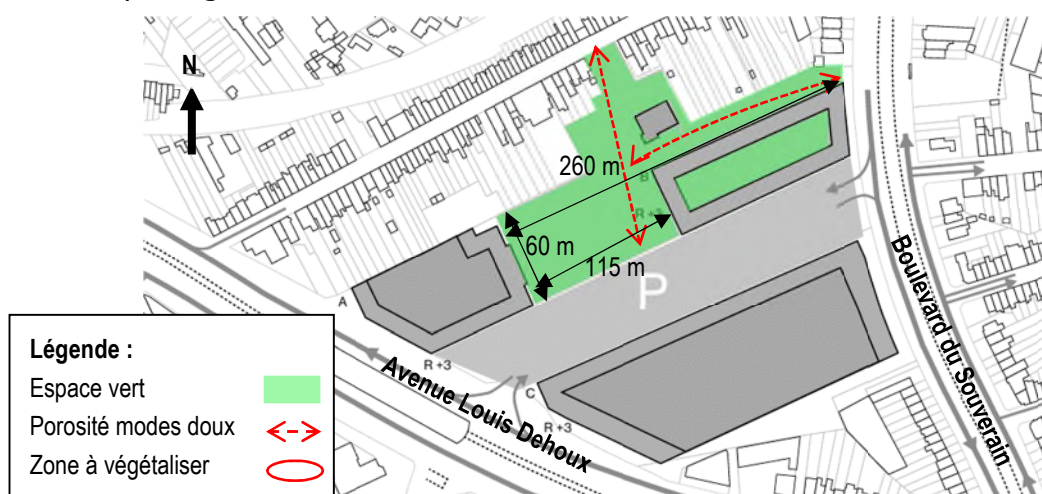 N
260 m
B
R +3
60 m
115 m
P
A
R +3
C
R +3
Avenue Louis Dehoux
Boulevard du Souverain
Légende :
Espace vert
Porosité modes doux
Zone à végétaliser